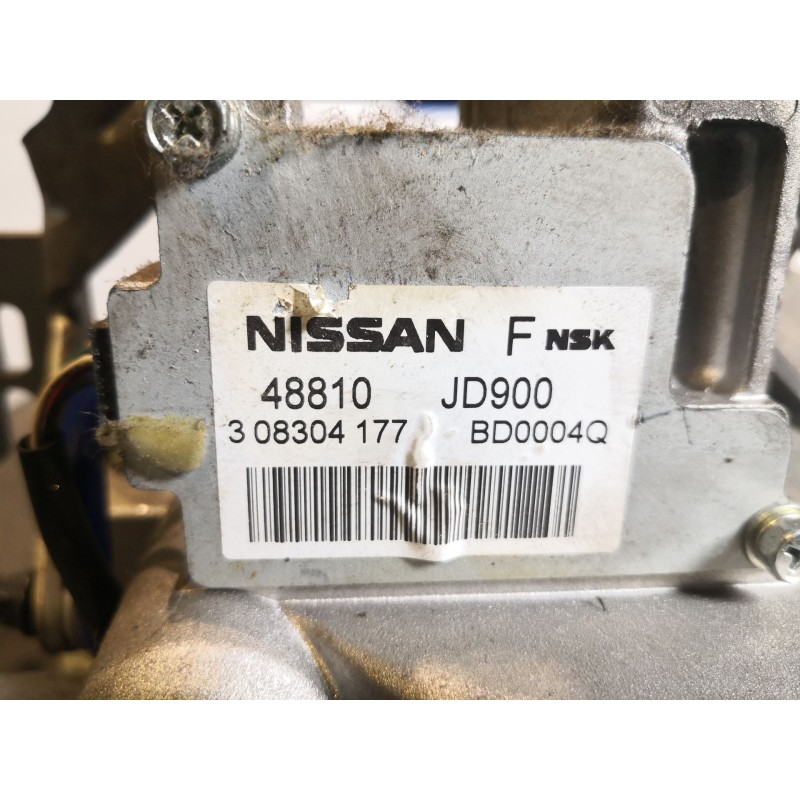 NISSAN F NSK
48810 JD900
3 08304 177 BD0004Q